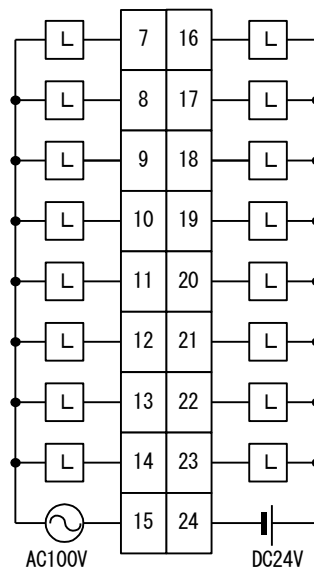 L 7 16 L
L 8 17 L
L 9 18 L
L 10 19 L
L 11 20 L
L 12 21 L
L 13 22 L
L 14 23 L
15 24
AC100V DC24V